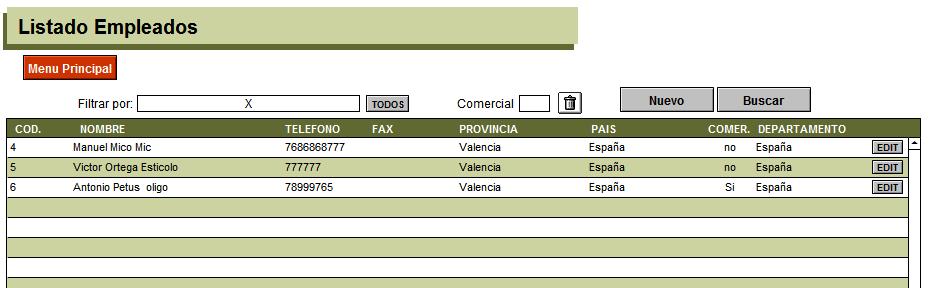 Listado Empleados
Menu Principal
Filtrar por: X TODOS Comercial Nuevo Buscar
COD. NOMBRE TELEFONO FAX PROVINCIA PAIS COMER. DEPARTAMENTO
4 Manuel Mico Mic 7686868777 Valencia España no España EDIT
5 Victor Ortega Esticolo 777777 Valencia España no España EDIT
6 Antonio Petus oligo 78999765 Valencia España Si España EDIT